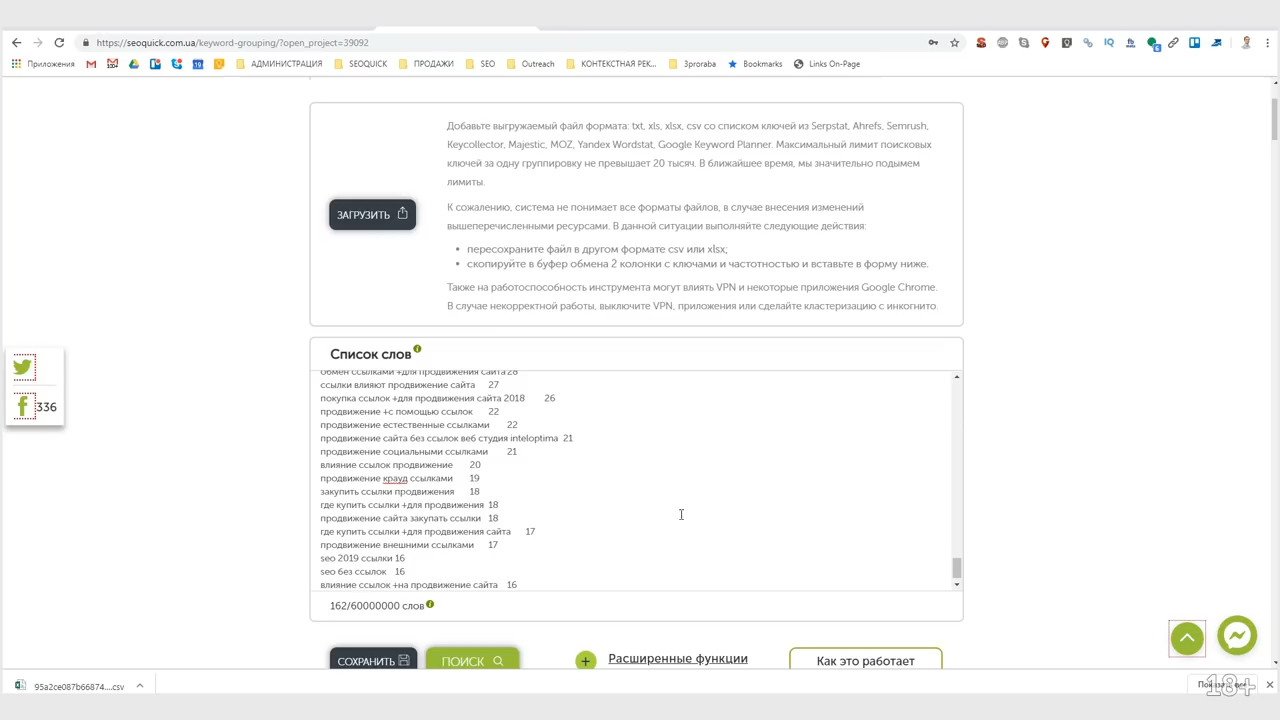 https://seoquick.com.ua/keyword-grouping/?open_project=39092
Приложения АДМИНИСТРАЦИЯ SEOQUICK ПРОДАЖИ SEO Outreach КОНТЕКСТНАЯ РЕК... 3proraba Bookmarks Links On-Page
Добавьте выгружаемый файл формата: txt, xls, xlsx, csv со списком ключей из Serpstat, Ahrefs, Semrush,
Keycollector, Majestic, MOZ, Yandex Wordstat, Google Keyword Planner. Максимальный лимит поисковых
ключей за одну группировку не превышает 20 тысяч. В ближайшее время, мы значительно подымем
лимиты.
ЗАГРУЗИТЬ
К сожалению, система не понимает все форматы файлов, в случае внесения изменений
вышеперечисленными ресурсами. В данной ситуации выполняйте следующие действия:
• пересохраните файл в другом формате csv или xlsx;
• скопируйте в буфер обмена 2 колонки с ключами и частотностью и вставьте в форму ниже.
Также на работоспособность инструмента могут влиять VPN и некоторые приложения Google Chrome.
В случае некорректной работы, выключите VPN, приложения или сделайте кластеризацию с инкогнито.
Список слов
обмен ссылками +для продвижения сайта 28
ссылки влияют продвижение сайта 27
покупка ссылок +для продвижения сайта 2018 26
продвижение +с помощью ссылок 22
продвижение естественные ссылками 22
продвижение сайта без ссылок веб студия inteloptima 21
продвижение социальными ссылками 21
влияние ссылок продвижение 20
продвижение крауд ссылками 19
закупить ссылки продвижения 18
где купить ссылки +для продвижения 18
продвижение сайта закупать ссылки 18
где купить ссылки +для продвижения сайта 17
продвижение внешними ссылками 17
seo 2019 ссылки 16
seo без ссылок 16
влияние ссылок +на продвижение сайта 16
336
162/60000000 слов
СОХРАНИТЬ ПОИСК + Расширенные функции Как это работает
95a2ce087b66874....csv
18+